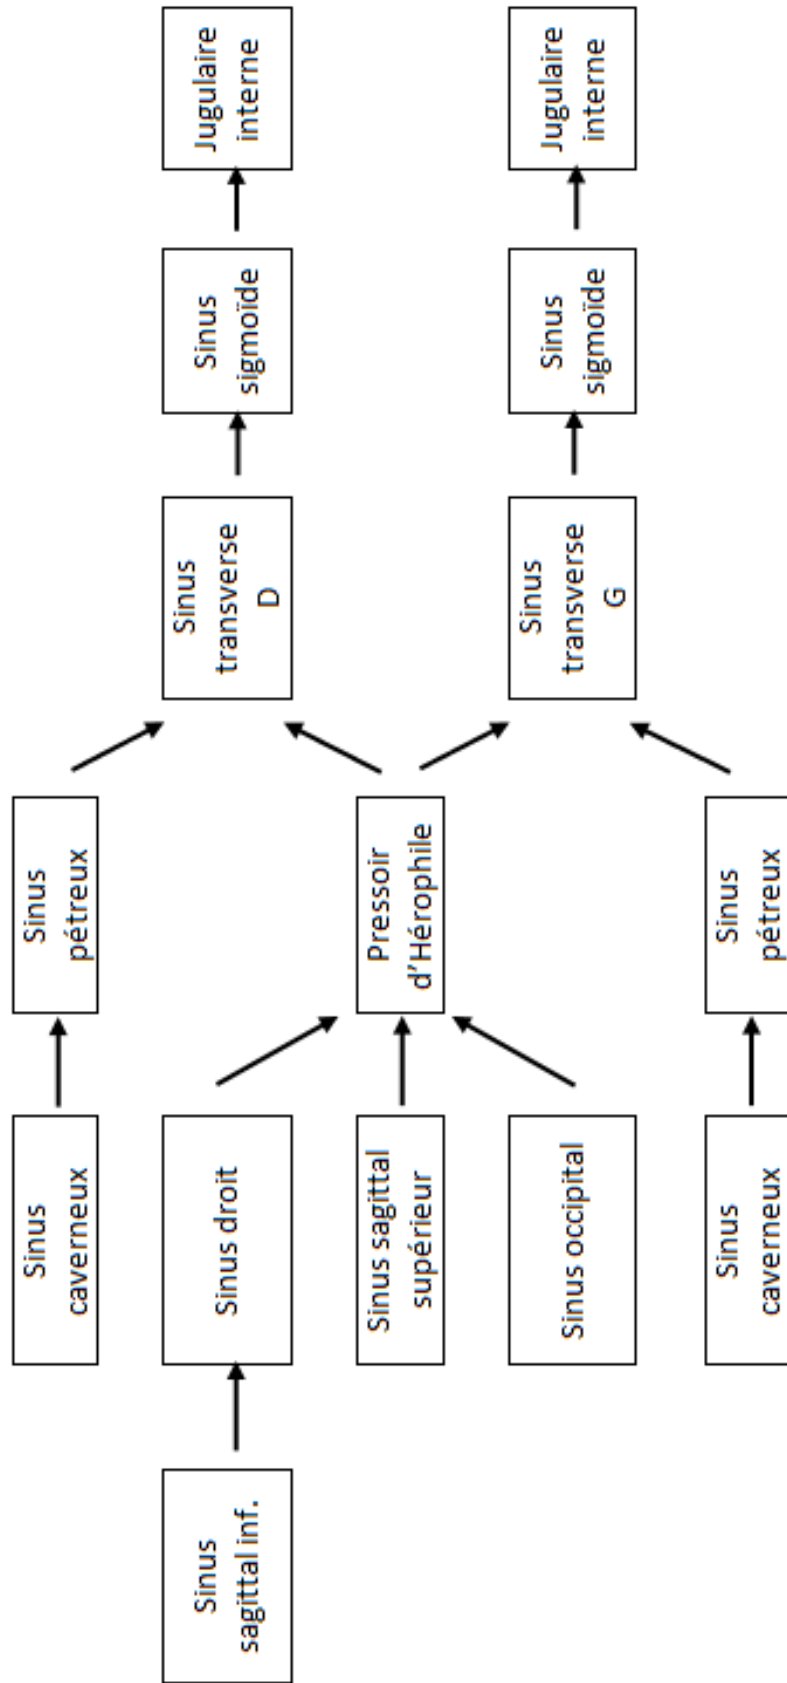 Sinus
caverneux
Sinus
pétreux
Sinus
sagittal inf.
Sinus droit
Sinus
transverse
D
Sinus
sigmoïde
Jugulaire
interne
Sinus sagittal
supérieur
Pressoir
d’Hérophile
Sinus occipital
Sinus
transverse
G
Sinus
sigmoïde
Jugulaire
interne
Sinus
caverneux
Sinus
pétreux